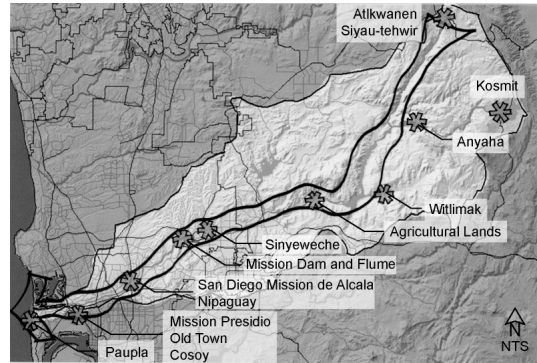 Atlkwanen
Siyau-tehwir
Kosmit
Anyaha
Witlimak
Agricultural Lands
Sinyeweche
Mission Dam and Flume
San Diego Mission de Alcala
Nipaguay
Mission Presidio
Old Town
Cosoy
Paupla
N
NTS